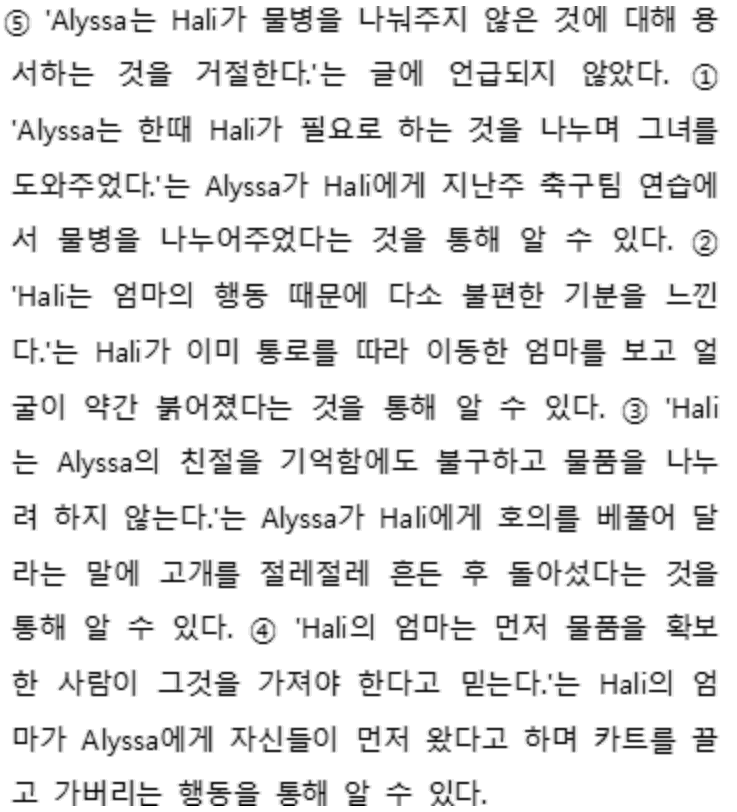 ⑤ 'Alyssa는 Hali가 물병을 나눠주지 않은 것에 대해 용
서하는 것을 거절한다.'는 글에 언급되지 않았다. ①
'Alyssa는 한때 Hali가 필요로 하는 것을 나누며 그녀를
도와주었다.'는 Alyssa가 Hali에게 지난주 축구팀 연습에
서 물병을 나누어주었다는 것을 통해 알 수 있다. ②
'Hali는 엄마의 행동 때문에 다소 불편한 기분을 느낀
다.'는 Hali가 이미 통로를 따라 이동한 엄마를 보고 얼
굴이 약간 붉어졌다는 것을 통해 알 수 있다. ③ 'Hali
는 Alyssa의 친절을 기억함에도 불구하고 물품을 나누
려 하지 않는다.'는 Alyssa가 Hali에게 호의를 베풀어 달
라는 말에 고개를 절레절레 흔든 후 돌아섰다는 것을
통해 알 수 있다. ④ 'Hali의 엄마는 먼저 물품을 확보
한 사람이 그것을 가져야 한다고 믿는다.'는 Hali의 엄
마가 Alyssa에게 자신들이 먼저 왔다고 하며 카트를 끌
고 가버리는 행동을 통해 알 수 있다.